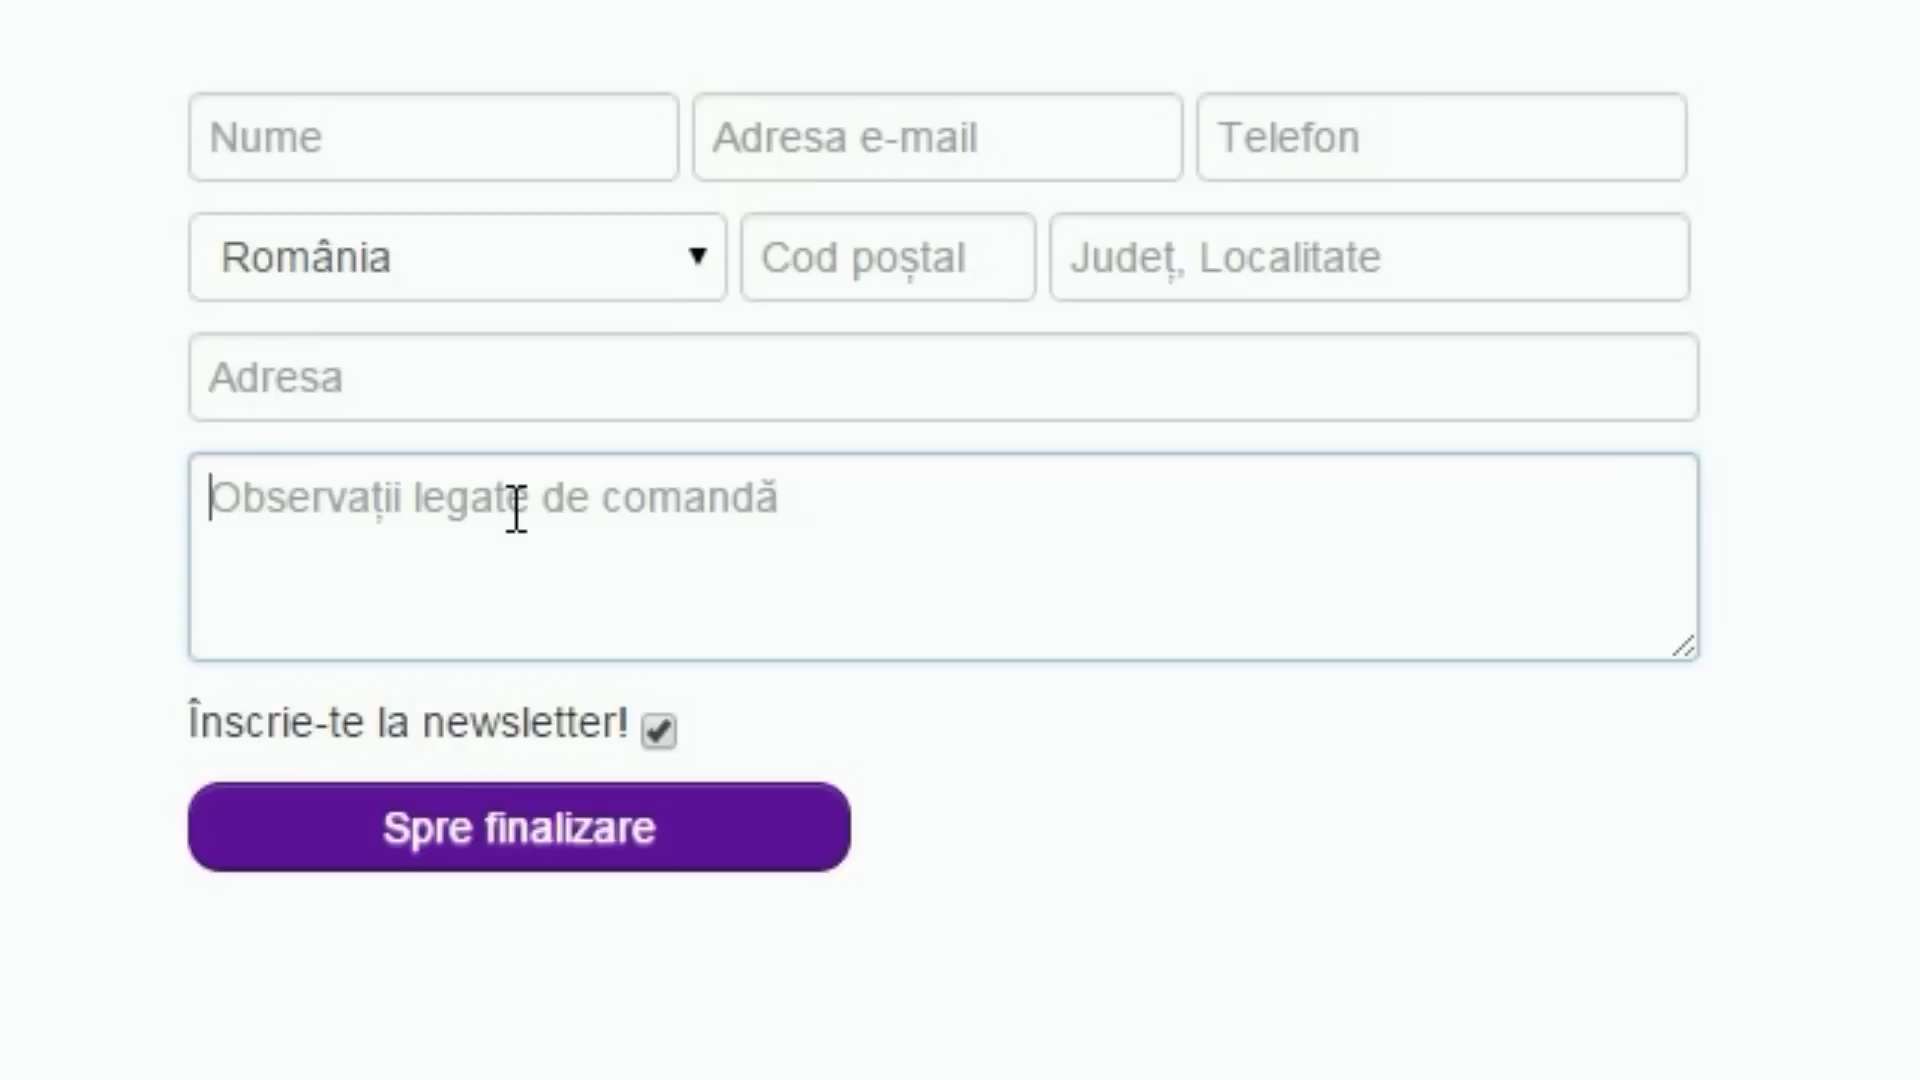 Nume Adresa e-mail Telefon
România Cod poștal Județ, Localitate
Adresa
Observații legate de comandă
Înscrie-te la newsletter!
Spre finalizare